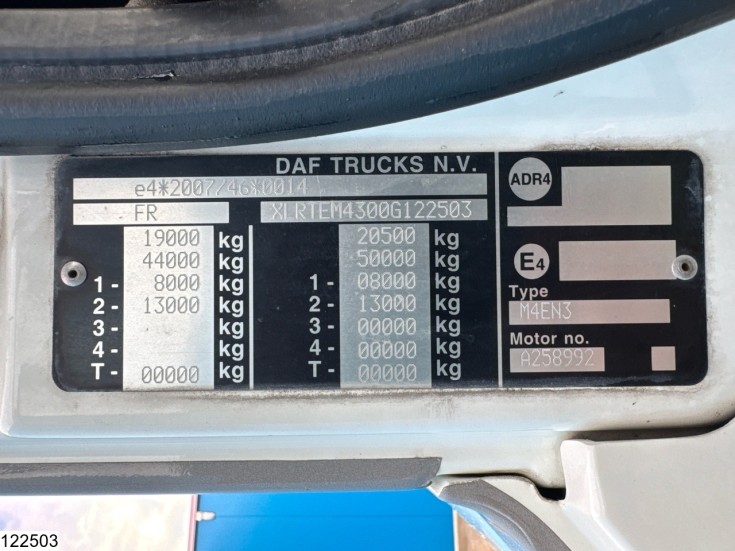 DAF TRUCKS N.V.
e4*2007/46*0014
FR XLRTEM4300G122503
19000 kg 20500 kg
44000 kg 50000 kg
1- 8000 kg 1- 08000 kg
2- 13000 kg 2- 13000 kg
3- kg 3- 00000 kg
4- kg 4- 00000 kg
T- 00000 kg T- 00000 kg
ADR4
E4
Type
M4EN3
Motor no.
A258992
122503